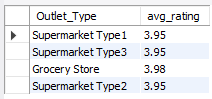 Outlet_Type avg_rating
Supermarket Type1 3.95
Supermarket Type3 3.95
Grocery Store 3.98
Supermarket Type2 3.95